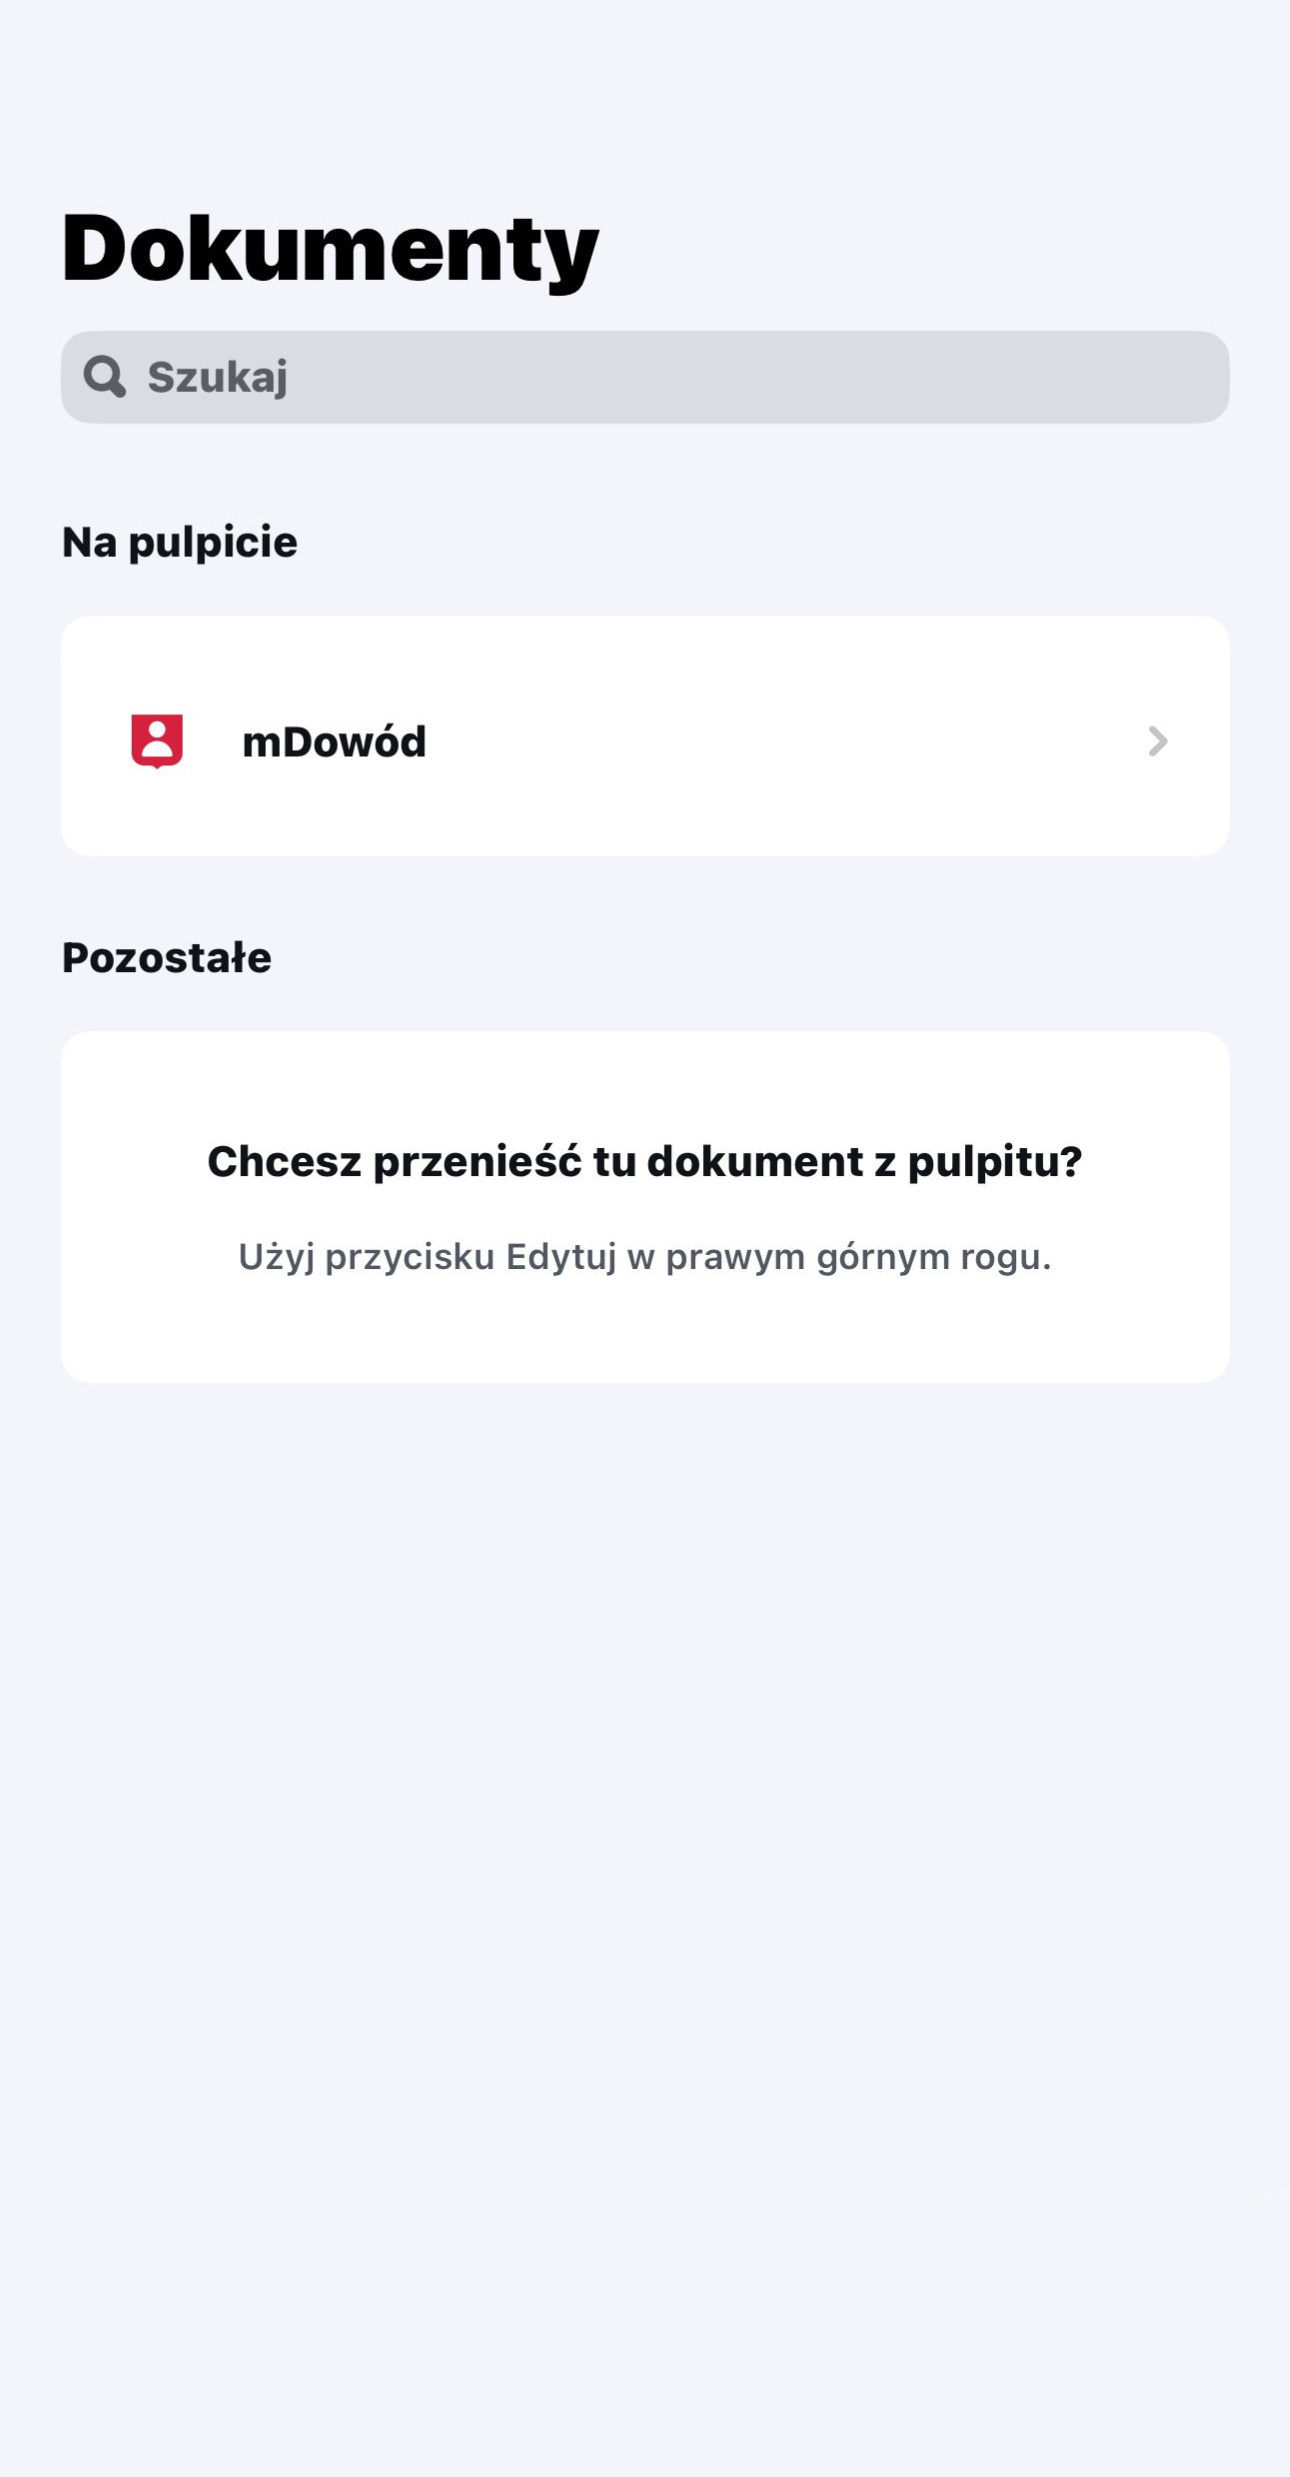 Dokumenty
Szukaj
Na pulpicie
mDowód
Pozostałe
Chcesz przenieść tu dokument z pulpitu?
Użyj przycisku Edytuj w prawym górnym rogu.